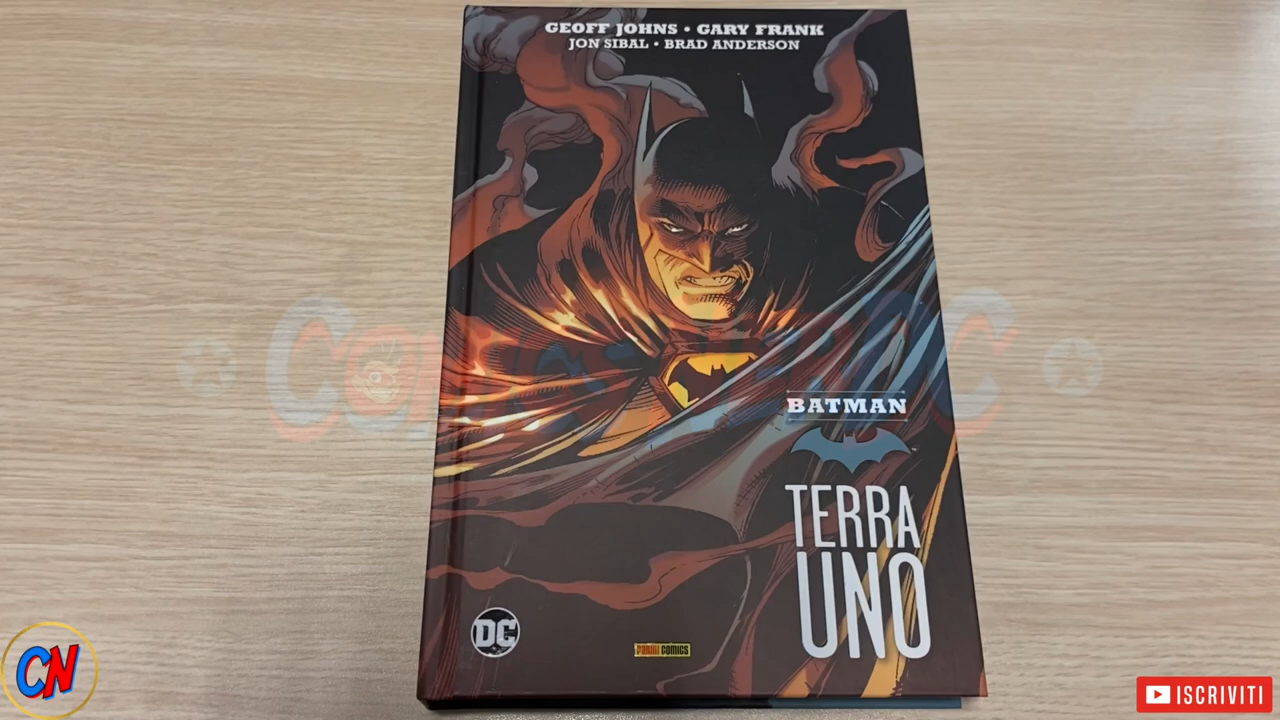 GEOFF JOHNS • GARY FRANK
JON SIBAL • BRAD ANDERSON
BATMAN
TERRA
UNO
DC
PANINI COMICS
CN
ISCRIVITI